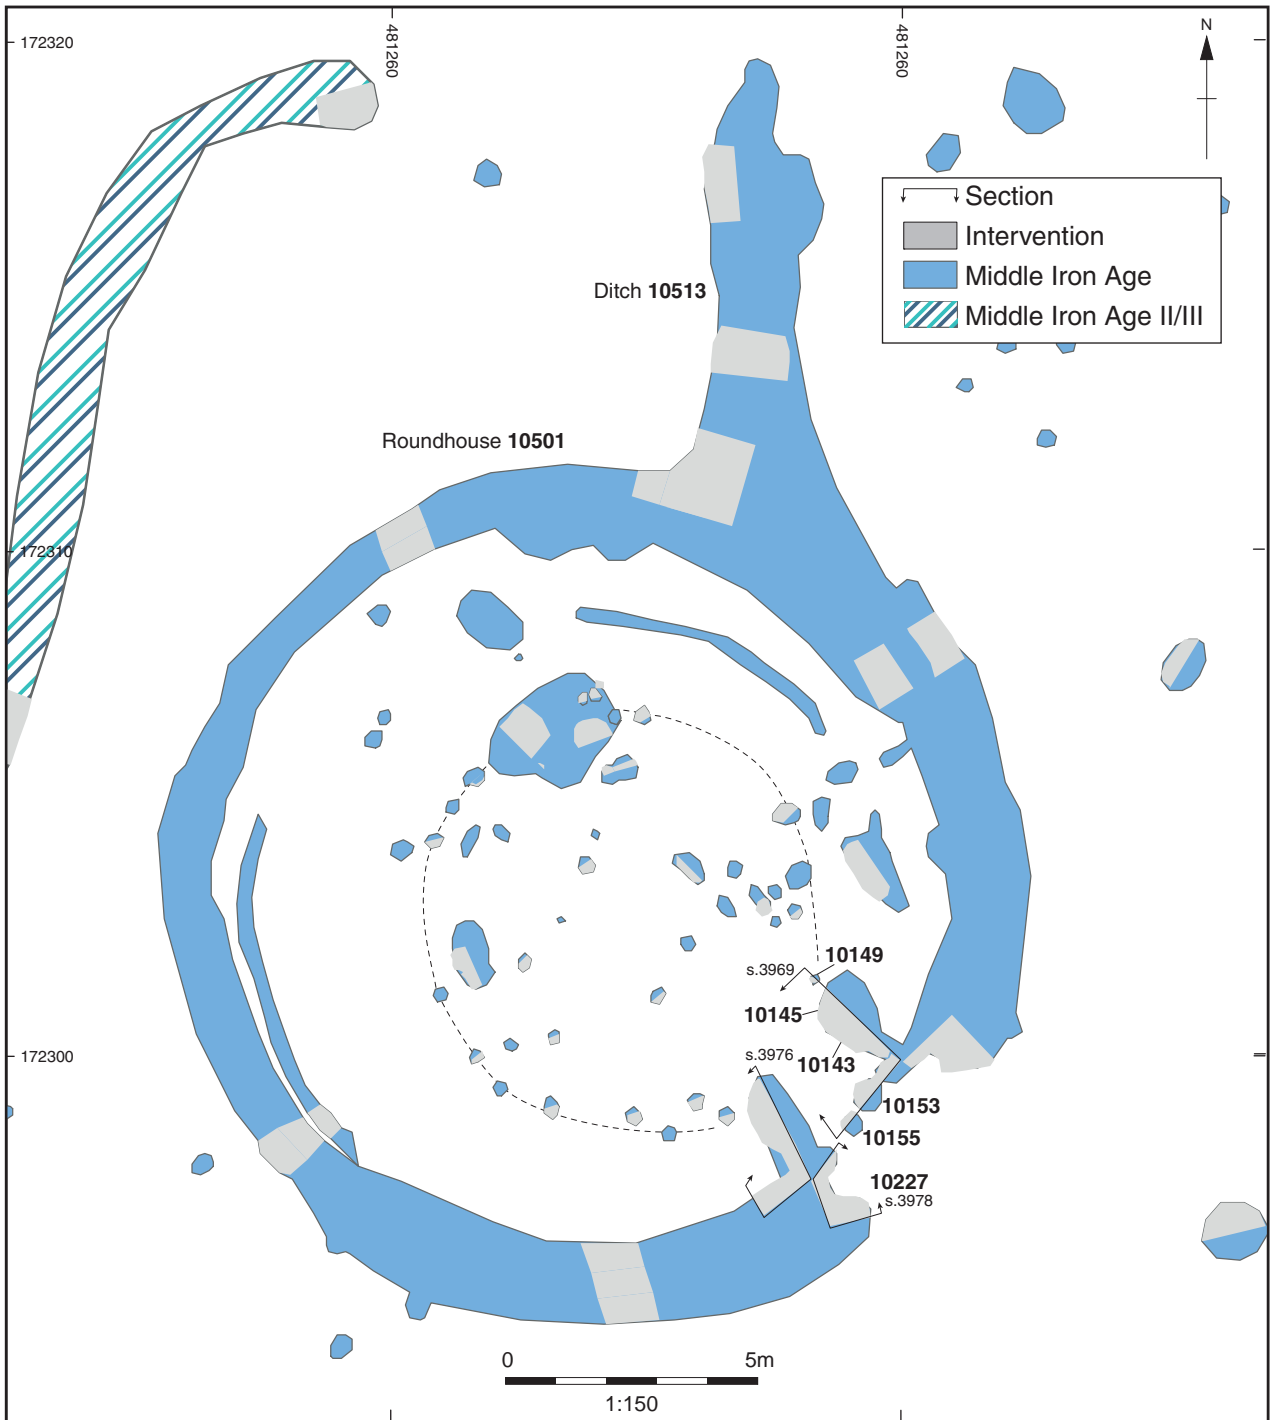 172320
481260
481260
N
Section
Intervention
Middle Iron Age
Middle Iron Age II/III
Ditch 10513
Roundhouse 10501
172310
10149
s.3969
10145
s.3976
10143
172300
10153
10155
10227
s.3978
0 5m
1:150